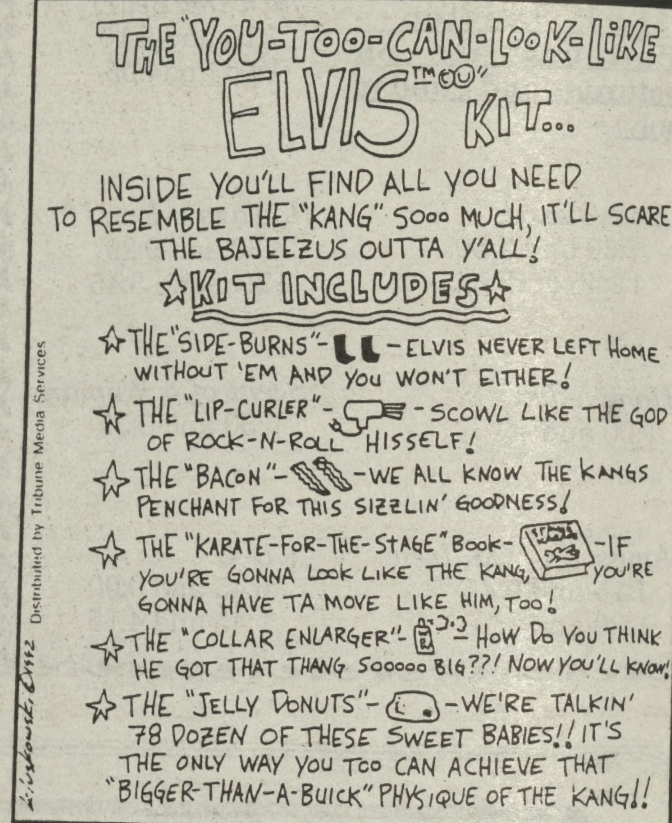 THE "YOU-TOO-CAN-LOOK-LIKE
ELVIS™" KIT...
INSIDE YOU'LL FIND ALL YOU NEED
TO RESEMBLE THE "KANG" SOOO MUCH, IT'LL SCARE
THE BAJEEZUS OUTTA Y'ALL!
KIT INCLUDES
THE "SIDE-BURNS"- - ELVIS NEVER LEFT HOME
WITHOUT 'EM AND YOU WON'T EITHER!
THE "LIP-CURLER"- - SCOWL LIKE THE GOD
OF ROCK-N-ROLL HISSELF!
THE "BACON"- - WE ALL KNOW THE KANGS
PENCHANT FOR THIS SIZZLIN' GOODNESS!
THE "KARATE-FOR-THE-STAGE" BOOK- - IF
YOU'RE GONNA LOOK LIKE THE KANG, YOU'RE
GONNA HAVE TA MOVE LIKE HIM, TOO!
THE "COLLAR ENLARGER"- - HOW DO YOU THINK
HE GOT THAT THANG SOOOOO BIG??! NOW YOU'LL KNOW!
THE "JELLY DONUTS"- - WE'RE TALKIN'
78 DOZEN OF THESE SWEET BABIES!! IT'S
THE ONLY WAY YOU TOO CAN ACHIEVE THAT
"BIGGER-THAN-A-BUICK" PHYSIQUE OF THE KANG!!
Distributed by Tribune Media Services
©1992